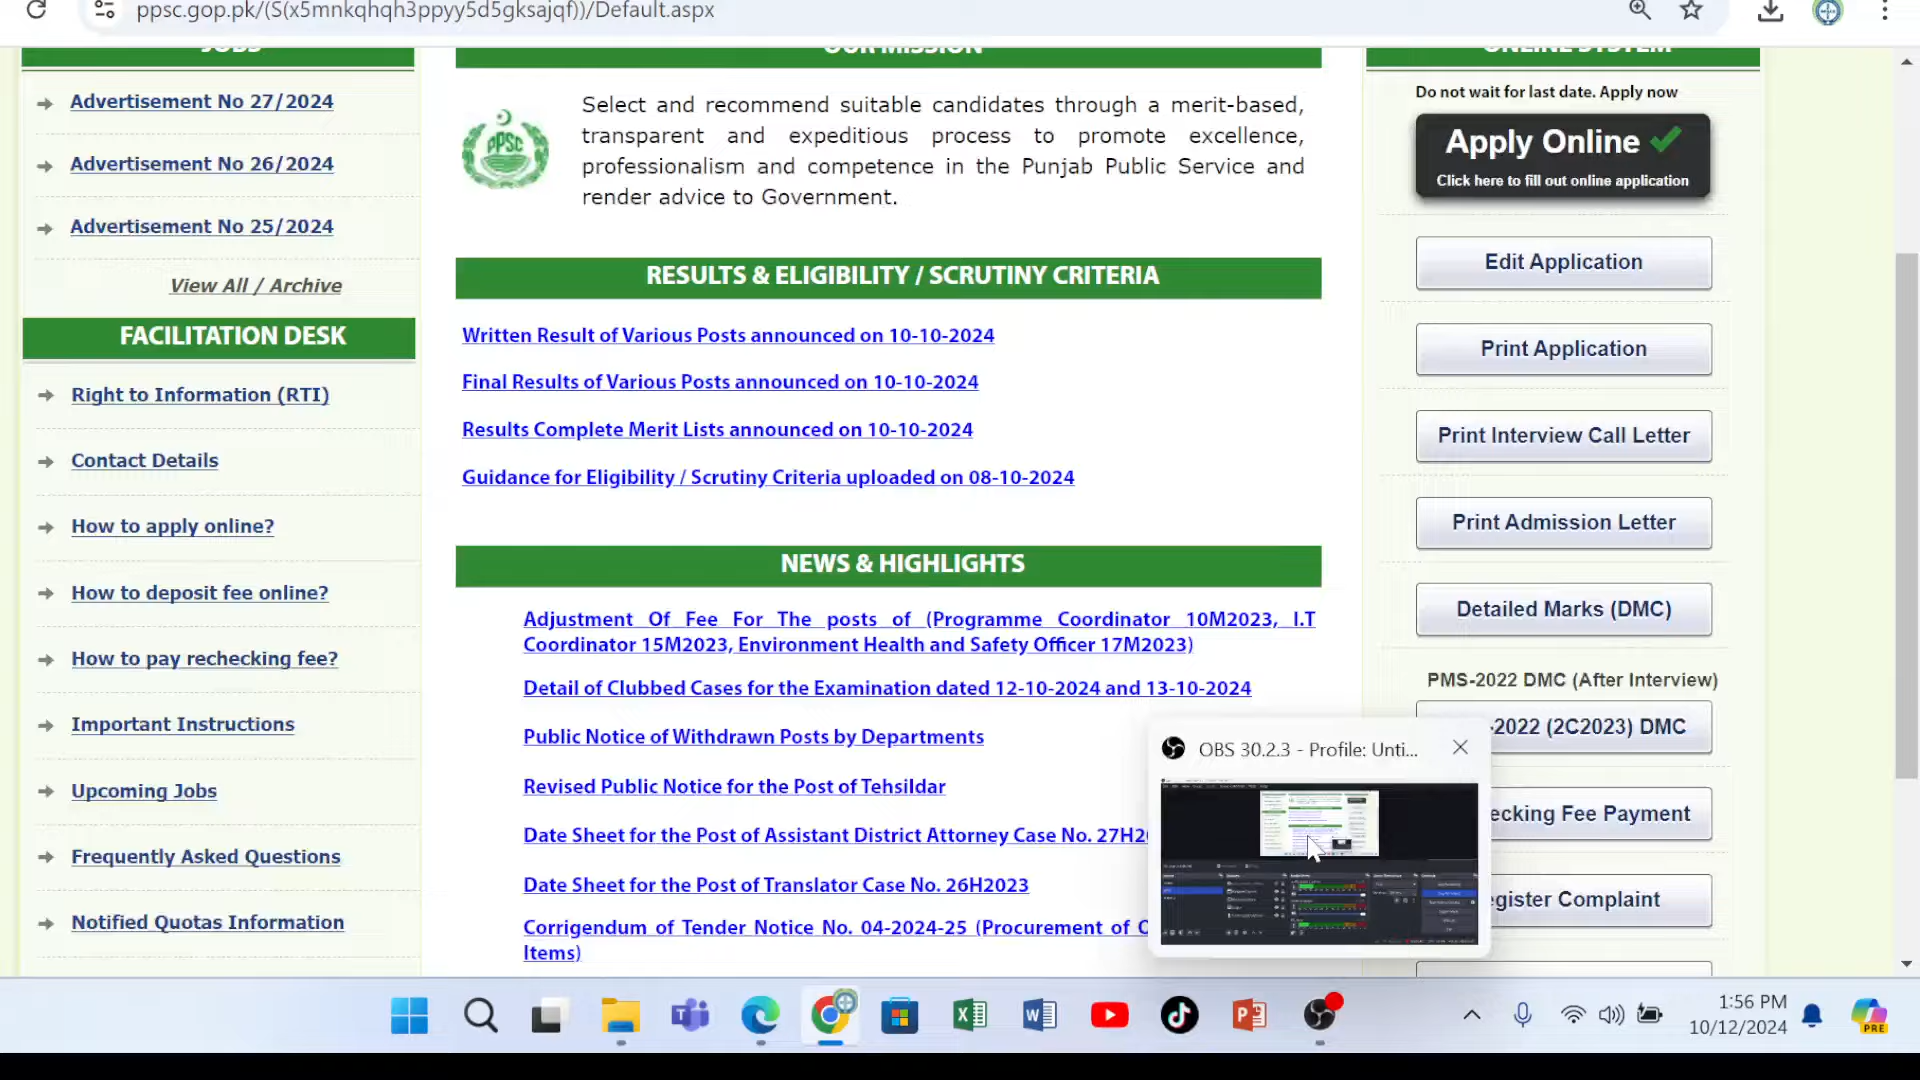 ppsc.gop.pk/(S(x5mnkqhqh3ppyy5d5gksajqf))/Default.aspx
JOBS
Advertisement No 27/2024
Advertisement No 26/2024
Advertisement No 25/2024
View All / Archive
FACILITATION DESK
Right to Information (RTI)
Contact Details
How to apply online?
How to deposit fee online?
How to pay rechecking fee?
Important Instructions
Upcoming Jobs
Frequently Asked Questions
Notified Quotas Information
OUR MISSION
PPSC
Select and recommend suitable candidates through a merit-based,
transparent and expeditious process to promote excellence,
professionalism and competence in the Punjab Public Service and
render advice to Government.
RESULTS & ELIGIBILITY / SCRUTINY CRITERIA
Written Result of Various Posts announced on 10-10-2024
Final Results of Various Posts announced on 10-10-2024
Results Complete Merit Lists announced on 10-10-2024
Guidance for Eligibility / Scrutiny Criteria uploaded on 08-10-2024
NEWS & HIGHLIGHTS
Adjustment Of Fee For The posts of (Programme Coordinator 10M2023, I.T
Coordinator 15M2023, Environment Health and Safety Officer 17M2023)
Detail of Clubbed Cases for the Examination dated 12-10-2024 and 13-10-2024
Public Notice of Withdrawn Posts by Departments
Revised Public Notice for the Post of Tehsildar
Date Sheet for the Post of Assistant District Attorney Case No. 27H2
Date Sheet for the Post of Translator Case No. 26H2023
Corrigendum of Tender Notice No. 04-2024-25 (Procurement of
Items)
ONLINE SYSTEM
Do not wait for last date. Apply now
Apply Online
Click here to fill out online application
Edit Application
Print Application
Print Interview Call Letter
Print Admission Letter
Detailed Marks (DMC)
PMS-2022 DMC (After Interview)
-2022 (2C2023) DMC
ecking Fee Payment
egister Complaint
OBS 30.2.3 - Profile: Unti...
1:56 PM
10/12/2024
PRE